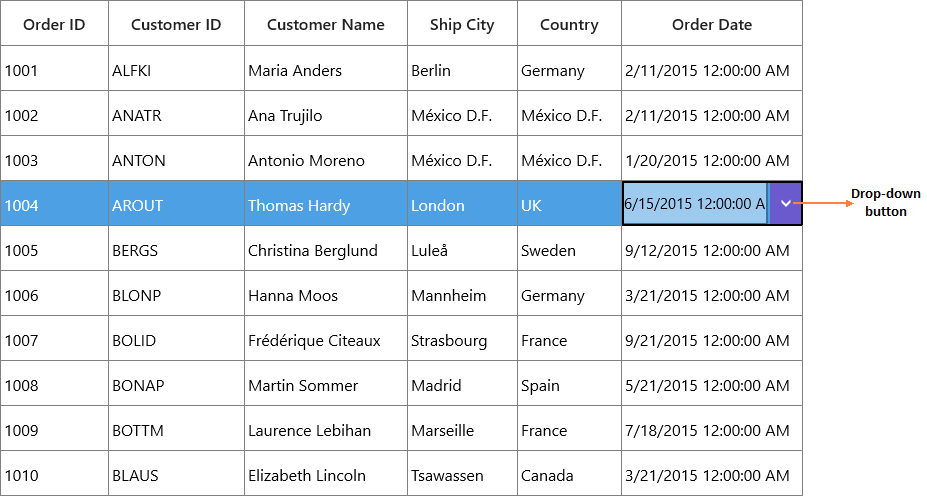 Order ID Customer ID Customer Name Ship City Country Order Date
1001 ALFKI Maria Anders Berlin Germany 2/11/2015 12:00:00 AM
1002 ANATR Ana Trujilo México D.F. México D.F. 2/11/2015 12:00:00 AM
1003 ANTON Antonio Moreno México D.F. México D.F. 1/20/2015 12:00:00 AM
1004 AROUT Thomas Hardy London UK 6/15/2015 12:00:00 A
Drop-down
button
1005 BERGS Christina Berglund Luleå Sweden 9/12/2015 12:00:00 AM
1006 BLONP Hanna Moos Mannheim Germany 3/21/2015 12:00:00 AM
1007 BOLID Frédérique Citeaux Strasbourg France 9/21/2015 12:00:00 AM
1008 BONAP Martin Sommer Madrid Spain 5/21/2015 12:00:00 AM
1009 BOTTM Laurence Lebihan Marseille France 7/18/2015 12:00:00 AM
1010 BLAUS Elizabeth Lincoln Tsawassen Canada 3/21/2015 12:00:00 AM